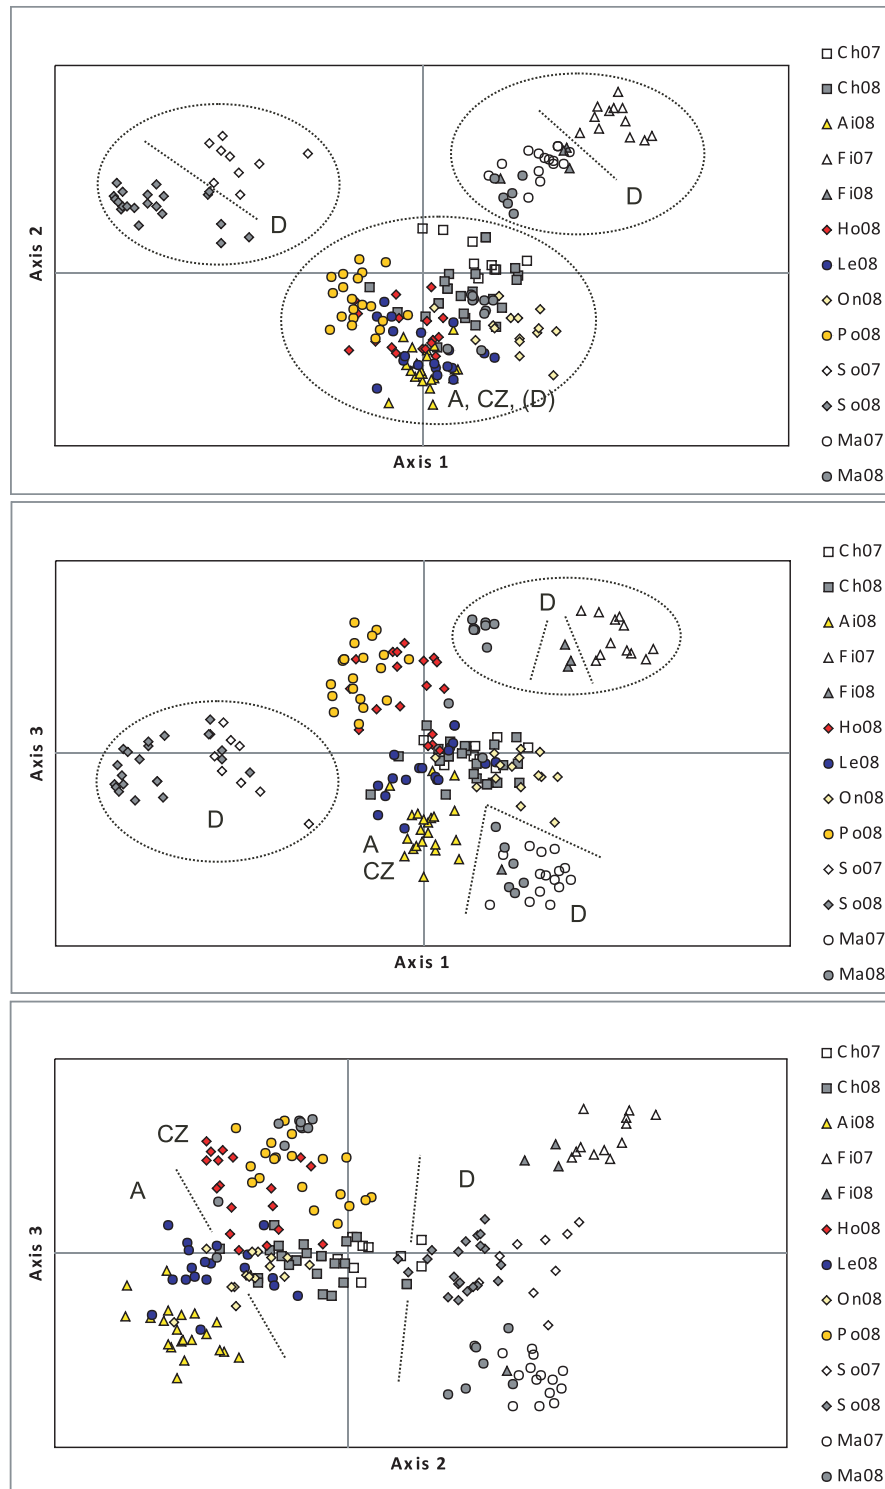 Ch07
Ch08
Ai08
Fi07
Fi08
Ho08
Le08
On08
Po08
So07
So08
Ma07
Ma08
D
D
A, CZ, (D)
Axis 2
Axis 1
Ch07
Ch08
Ai08
Fi07
Fi08
Ho08
Le08
On08
Po08
So07
So08
Ma07
Ma08
D
D
A
CZ
D
Axis 3
Axis 1
Ch07
Ch08
Ai08
Fi07
Fi08
Ho08
Le08
On08
Po08
So07
So08
Ma07
Ma08
CZ
A
D
Axis 3
Axis 2